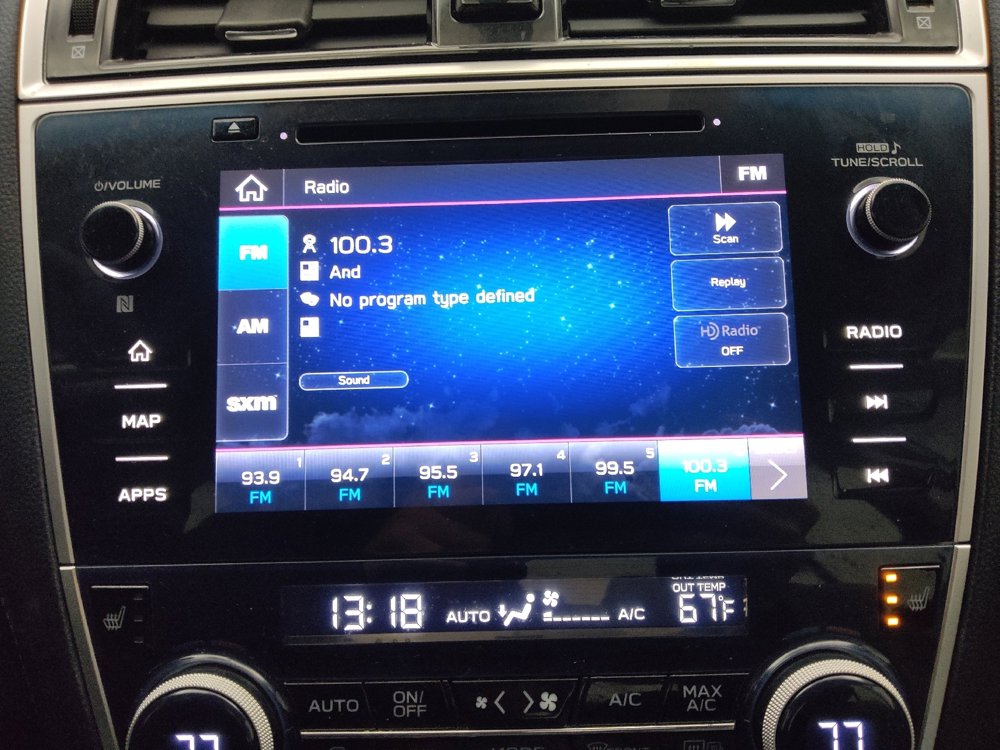 HOLD
⏻/VOLUME
TUNE/SCROLL
Radio
FM
FM
100.3
Scan
And
Replay
No program type defined
AM
HD Radio
OFF
RADIO
Sound
sxm
MAP
APPS
1
2
3
4
5
93.9
94.7
95.5
97.1
99.5
100.3
FM
FM
FM
FM
FM
FM
OUT TEMP
13:18
AUTO
A/C
67°F
AUTO
ON/
OFF
A/C
MAX
A/C
77